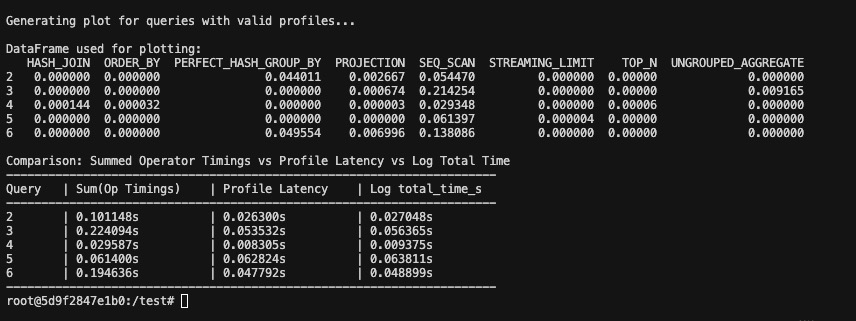 Generating plot for queries with valid profiles...
DataFrame used for plotting:
HASH_JOIN ORDER_BY PERFECT_HASH_GROUP_BY PROJECTION SEQ_SCAN STREAMING_LIMIT TOP_N UNGROUPED_AGGREGATE
2 0.000000 0.000000 0.044011 0.002667 0.054470 0.000000 0.00000 0.000000
3 0.000000 0.000000 0.000000 0.000674 0.214254 0.000000 0.00000 0.009165
4 0.000144 0.000032 0.000000 0.000003 0.029348 0.000000 0.00006 0.000000
5 0.000000 0.000000 0.000000 0.000000 0.061397 0.000004 0.00000 0.000000
6 0.000000 0.000000 0.049554 0.006996 0.138086 0.000000 0.00000 0.000000
Comparison: Summed Operator Timings vs Profile Latency vs Log Total Time
----------------------------------------------------------------------
Query | Sum(Op Timings) | Profile Latency | Log total_time_s
----------------------------------------------------------------------
2 | 0.101148s | 0.026300s | 0.027048s
3 | 0.224094s | 0.053532s | 0.056365s
4 | 0.029587s | 0.008305s | 0.009375s
5 | 0.061400s | 0.062824s | 0.063811s
6 | 0.194636s | 0.047792s | 0.048899s
----------------------------------------------------------------------
root@5d9f2847e1b0:/test#